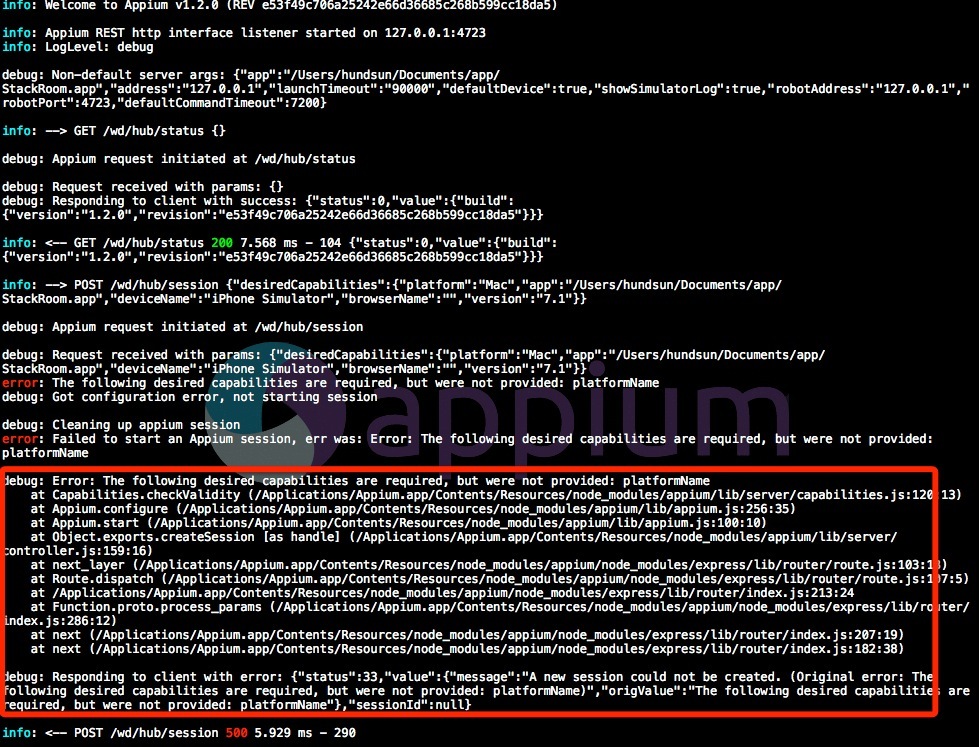 info: Welcome to Appium v1.2.0 (REV e53f49c706a25242e66d36685c268b599cc18da5)
info: Appium REST http interface listener started on 127.0.0.1:4723
info: LogLevel: debug
debug: Non-default server args: {"app":"/Users/hundsun/Documents/app/
StackRoom.app","address":"127.0.0.1","launchTimeout":"90000","defaultDevice":true,"showSimulatorLog":true,"robotAddress":"127.0.0.1","
robotPort":4723,"defaultCommandTimeout":7200}
info: --> GET /wd/hub/status {}
debug: Appium request initiated at /wd/hub/status
debug: Request received with params: {}
debug: Responding to client with success: {"status":0,"value":{"build":
{"version":"1.2.0","revision":"e53f49c706a25242e66d36685c268b599cc18da5"}}}
info: <-- GET /wd/hub/status 200 7.568 ms - 104 {"status":0,"value":{"build":
{"version":"1.2.0","revision":"e53f49c706a25242e66d36685c268b599cc18da5"}}}
info: --> POST /wd/hub/session {"desiredCapabilities":{"platform":"Mac","app":"/Users/hundsun/Documents/app/
StackRoom.app","deviceName":"iPhone Simulator","browserName":"","version":"7.1"}}
debug: Appium request initiated at /wd/hub/session
debug: Request received with params: {"desiredCapabilities":{"platform":"Mac","app":"/Users/hundsun/Documents/app/
StackRoom.app","deviceName":"iPhone Simulator","browserName":"","version":"7.1"}}
error: The following desired capabilities are required, but were not provided: platformName
debug: Got configuration error, not starting session
debug: Cleaning up appium session
error: Failed to start an Appium session, err was: Error: The following desired capabilities are required, but were not provided:
platformName
appium
debug: Error: The following desired capabilities are required, but were not provided: platformName
at Capabilities.checkValidity (/Applications/Appium.app/Contents/Resources/node_modules/appium/lib/server/capabilities.js:120:13)
at Appium.configure (/Applications/Appium.app/Contents/Resources/node_modules/appium/lib/appium.js:256:35)
at Appium.start (/Applications/Appium.app/Contents/Resources/node_modules/appium/lib/appium.js:100:10)
at Object.exports.createSession [as handle] (/Applications/Appium.app/Contents/Resources/node_modules/appium/lib/server/
controller.js:159:16)
at next_layer (/Applications/Appium.app/Contents/Resources/node_modules/appium/node_modules/express/lib/router/route.js:103:13)
at Route.dispatch (/Applications/Appium.app/Contents/Resources/node_modules/appium/node_modules/express/lib/router/route.js:107:5)
at /Applications/Appium.app/Contents/Resources/node_modules/appium/node_modules/express/lib/router/index.js:213:24
at Function.proto.process_params (/Applications/Appium.app/Contents/Resources/node_modules/appium/node_modules/express/lib/router/
index.js:286:12)
at next (/Applications/Appium.app/Contents/Resources/node_modules/appium/node_modules/express/lib/router/index.js:207:19)
at next (/Applications/Appium.app/Contents/Resources/node_modules/appium/node_modules/express/lib/router/index.js:182:38)
debug: Responding to client with error: {"status":33,"value":{"message":"A new session could not be created. (Original error: The
following desired capabilities are required, but were not provided: platformName)","origValue":"The following desired capabilities are
required, but were not provided: platformName"},"sessionId":null}
info: <-- POST /wd/hub/session 500 5.929 ms - 290